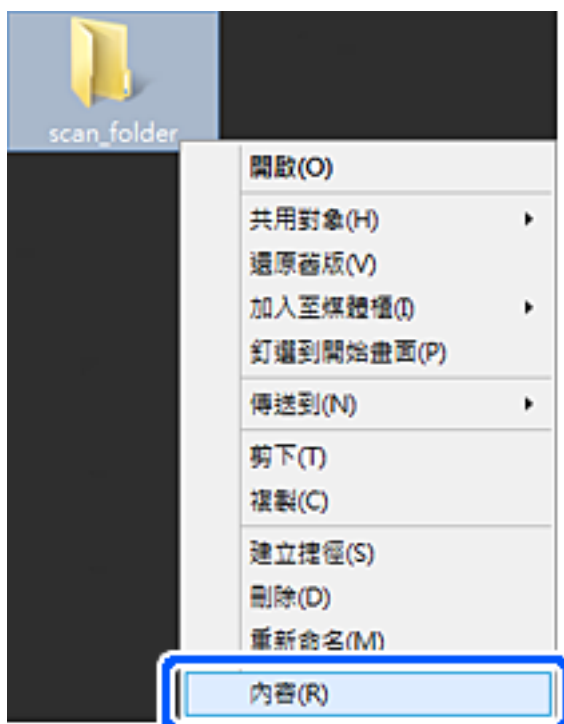 scan_folder
開啟(O)
共用對象(H)
還原舊版(V)
加入至媒體櫃(I)
釘選到開始畫面(P)
傳送到(N)
剪下(T)
複製(C)
建立捷徑(S)
刪除(D)
重新命名(M)
內容(R)